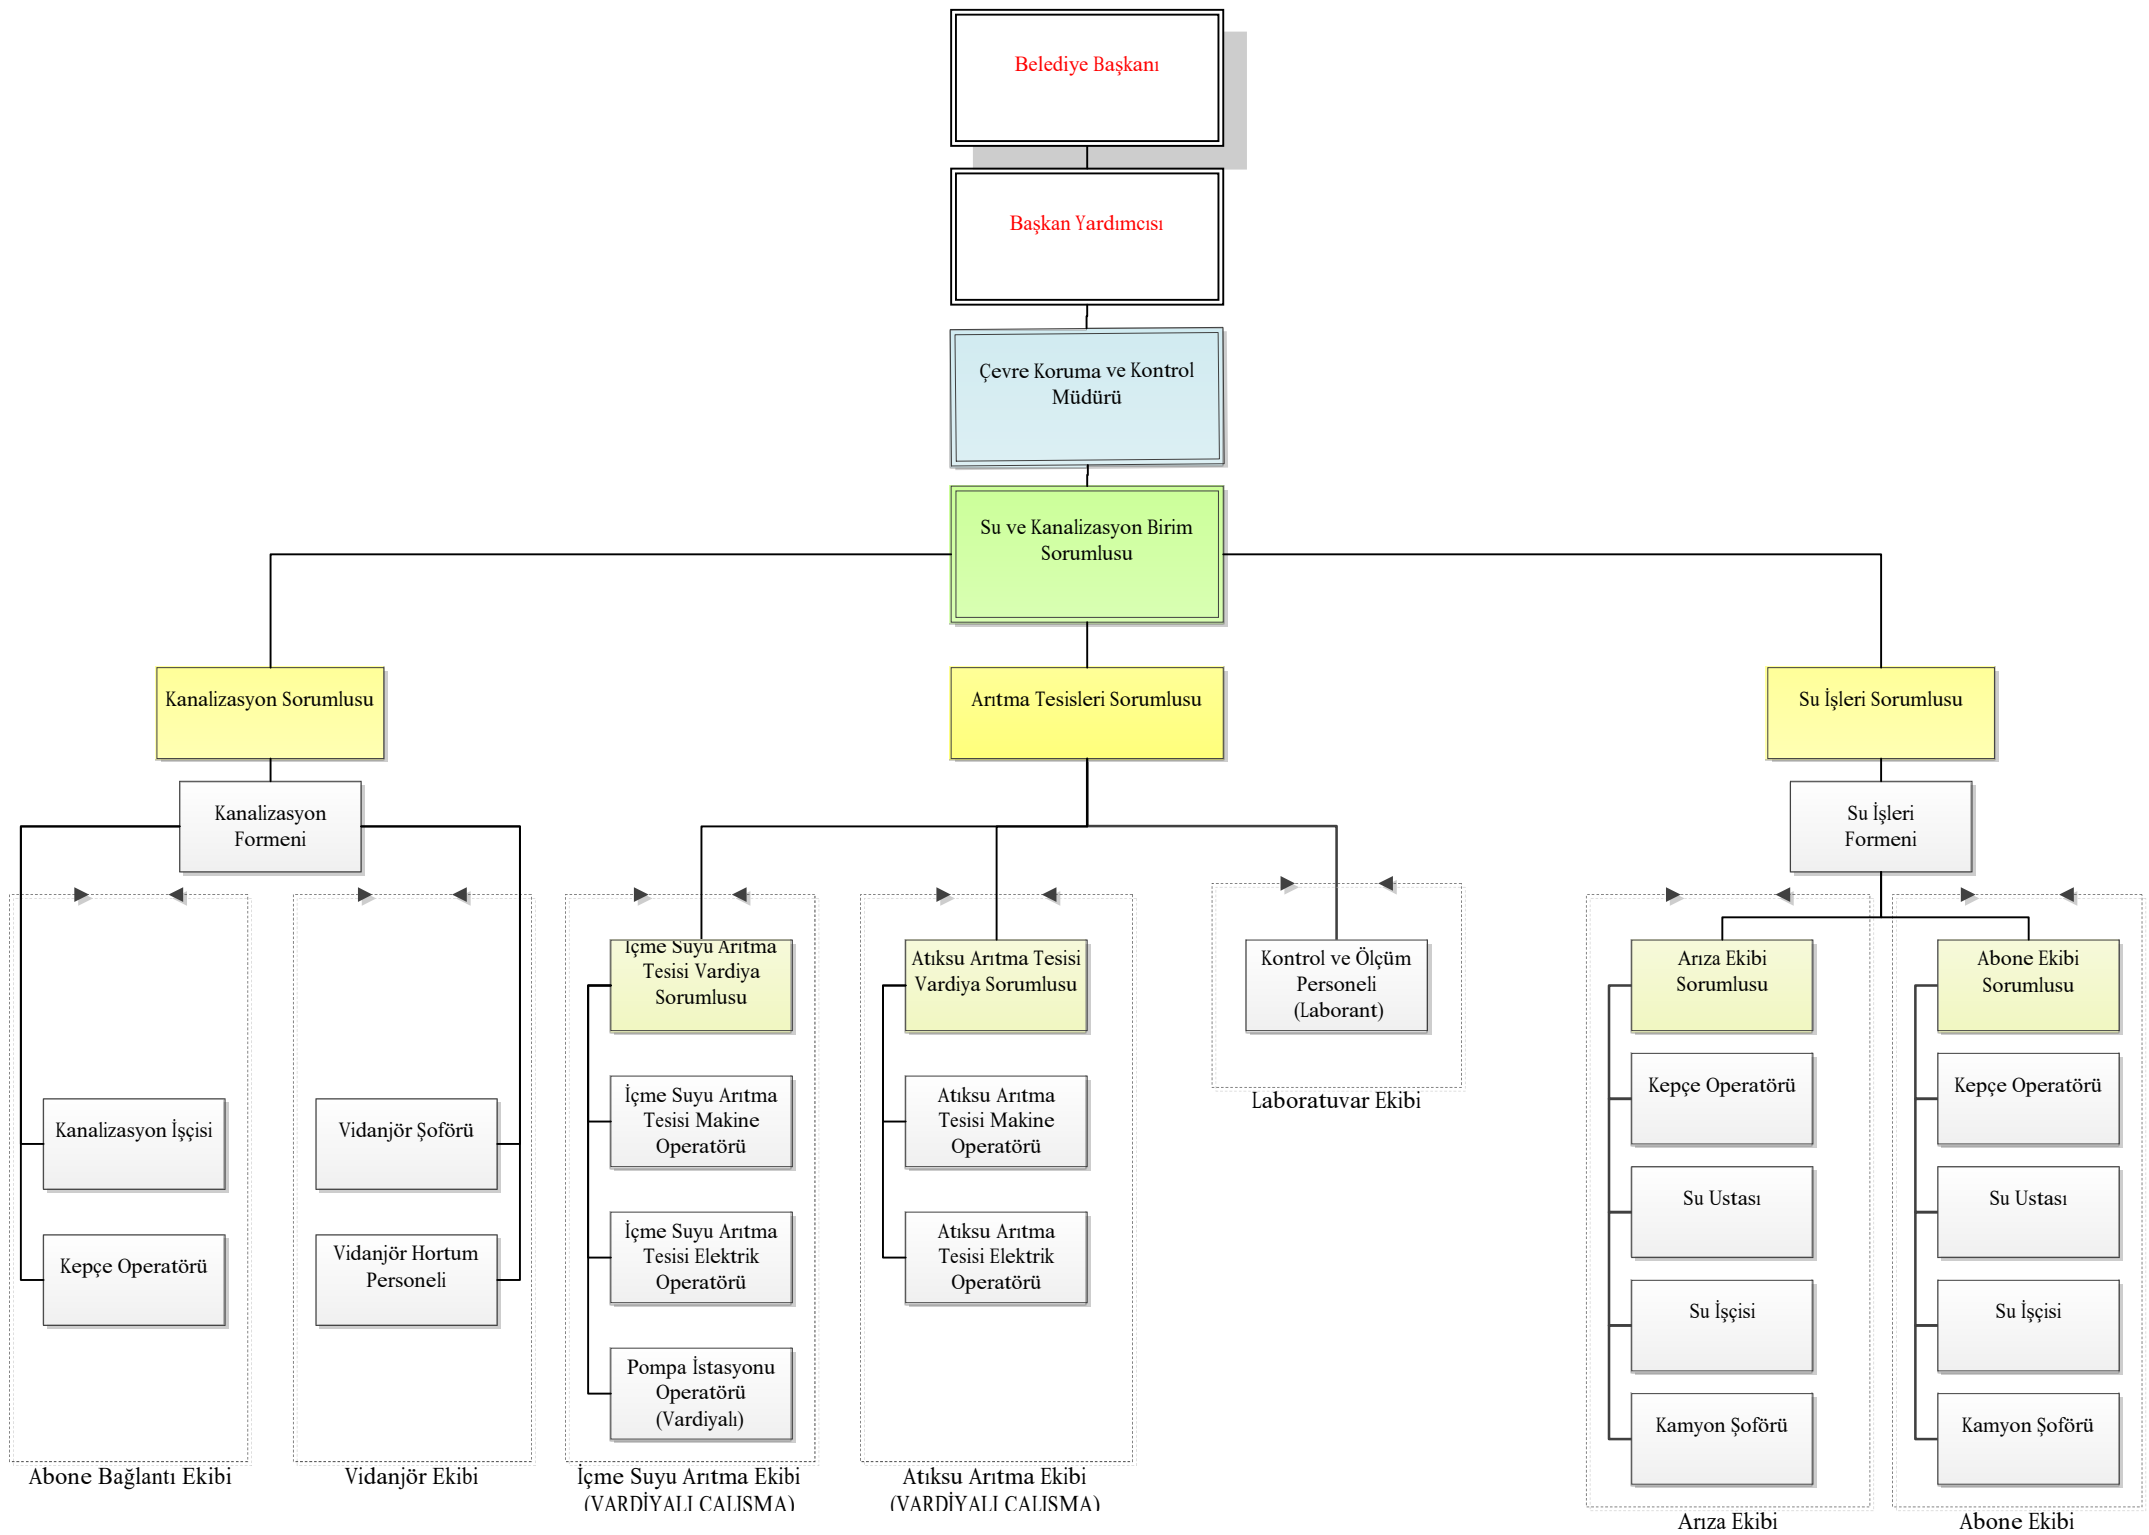 Belediye Başkanı
Başkan Yardımcısı
Çevre Koruma ve Kontrol
Müdürü
Su ve Kanalizasyon Birim
Sorumlusu
Kanalizasyon Sorumlusu
Arıtma Tesisleri Sorumlusu
Su İşleri Sorumlusu
Kanalizasyon
Formeni
Su İşleri
Formeni
Kanalizasyon İşçisi
Kepçe Operatörü
Abone Bağlantı Ekibi
Vidanjör Şoförü
Vidanjör Hortum
Personeli
Vidanjör Ekibi
İçme Suyu Arıtma
Tesisi Vardiya
Sorumlusu
İçme Suyu Arıtma
Tesisi Makine
Operatörü
İçme Suyu Arıtma
Tesisi Elektrik
Operatörü
Pompa İstasyonu
Operatörü
(Vardiyalı)
İçme Suyu Arıtma Ekibi
(VARDİYALI ÇALIŞMA)
Atıksu Arıtma Tesisi
Vardiya Sorumlusu
Atıksu Arıtma
Tesisi Makine
Operatörü
Atıksu Arıtma
Tesisi Elektrik
Operatörü
Atıksu Arıtma Ekibi
(VARDİYALI ÇALIŞMA)
Kontrol ve Ölçüm
Personeli
(Laborant)
Laboratuvar Ekibi
Arıza Ekibi
Sorumlusu
Kepçe Operatörü
Su Ustası
Su İşçisi
Kamyon Şoförü
Arıza Ekibi
Abone Ekibi
Sorumlusu
Kepçe Operatörü
Su Ustası
Su İşçisi
Kamyon Şoförü
Abone Ekibi